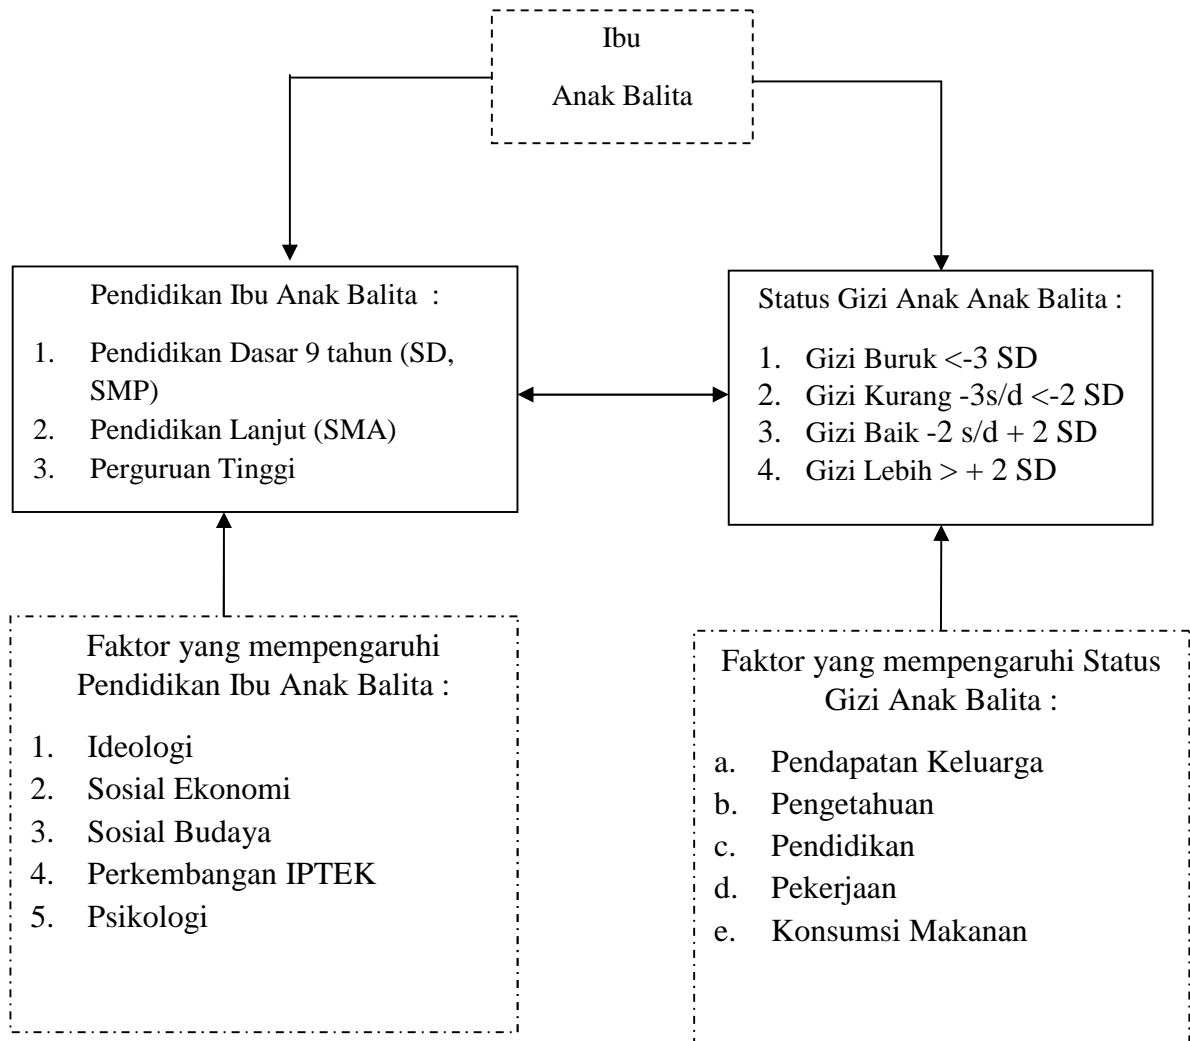 Ibu
Anak Balita
Pendidikan Ibu Anak Balita :
1. Pendidikan Dasar 9 tahun (SD,
SMP)
2. Pendidikan Lanjut (SMA)
3. Perguruan Tinggi
Status Gizi Anak Anak Balita :
1. Gizi Buruk <-3 SD
2. Gizi Kurang -3s/d <-2 SD
3. Gizi Baik -2 s/d + 2 SD
4. Gizi Lebih > + 2 SD
Faktor yang mempengaruhi
Pendidikan Ibu Anak Balita :
1. Ideologi
2. Sosial Ekonomi
3. Sosial Budaya
4. Perkembangan IPTEK
5. Psikologi
Faktor yang mempengaruhi Status
Gizi Anak Balita :
a. Pendapatan Keluarga
b. Pengetahuan
c. Pendidikan
d. Pekerjaan
e. Konsumsi Makanan